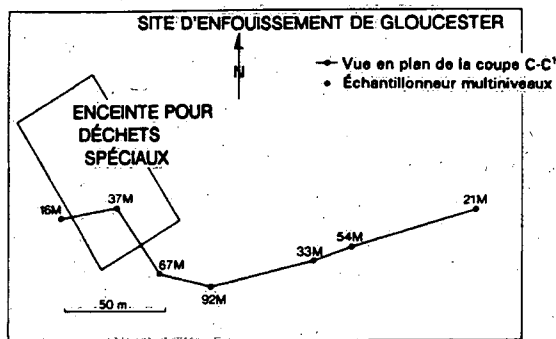 SITE D'ENFOUISSEMENT DE GLOUCESTER
N
Vue en plan de la coupe C-C'
Échantillonneur multiniveaux
ENCEINTE POUR
DÉCHETS
SPÉCIAUX
16M
37M
67M
92M
33M
54M
21M
50 m